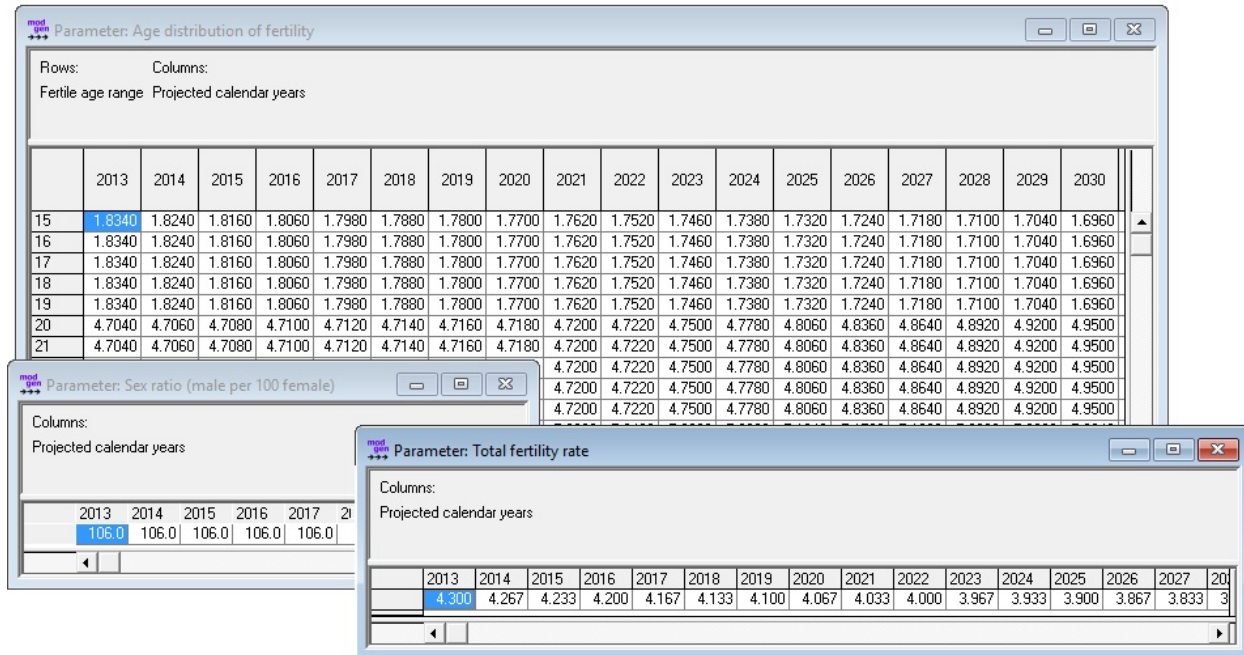 mod gen Parameter: Age distribution of fertility
Rows: Columns:
Fertile age range Projected calendar years
2013 2014 2015 2016 2017 2018 2019 2020 2021 2022 2023 2024 2025 2026 2027 2028 2029 2030
15 1.8340 1.8240 1.8160 1.8060 1.7980 1.7880 1.7800 1.7700 1.7620 1.7520 1.7460 1.7380 1.7320 1.7240 1.7180 1.7100 1.7040 1.6960
16 1.8340 1.8240 1.8160 1.8060 1.7980 1.7880 1.7800 1.7700 1.7620 1.7520 1.7460 1.7380 1.7320 1.7240 1.7180 1.7100 1.7040 1.6960
17 1.8340 1.8240 1.8160 1.8060 1.7980 1.7880 1.7800 1.7700 1.7620 1.7520 1.7460 1.7380 1.7320 1.7240 1.7180 1.7100 1.7040 1.6960
18 1.8340 1.8240 1.8160 1.8060 1.7980 1.7880 1.7800 1.7700 1.7620 1.7520 1.7460 1.7380 1.7320 1.7240 1.7180 1.7100 1.7040 1.6960
19 1.8340 1.8240 1.8160 1.8060 1.7980 1.7880 1.7800 1.7700 1.7620 1.7520 1.7460 1.7380 1.7320 1.7240 1.7180 1.7100 1.7040 1.6960
20 4.7040 4.7060 4.7080 4.7100 4.7120 4.7140 4.7160 4.7180 4.7200 4.7220 4.7500 4.7780 4.8060 4.8360 4.8640 4.8920 4.9200 4.9500
21 4.7040 4.7060 4.7080 4.7100 4.7120 4.7140 4.7160 4.7180 4.7200 4.7220 4.7500 4.7780 4.8060 4.8360 4.8640 4.8920 4.9200 4.9500
4.7200 4.7220 4.7500 4.7780 4.8060 4.8360 4.8640 4.8920 4.9200 4.9500
4.7200 4.7220 4.7500 4.7780 4.8060 4.8360 4.8640 4.8920 4.9200 4.9500
4.7200 4.7220 4.7500 4.7780 4.8060 4.8360 4.8640 4.8920 4.9200 4.9500
mod gen Parameter: Sex ratio (male per 100 female)
Columns:
Projected calendar years
2013 2014 2015 2016 2017
106.0 106.0 106.0 106.0 106.0
mod gen Parameter: Total fertility rate
Columns:
Projected calendar years
2013 2014 2015 2016 2017 2018 2019 2020 2021 2022 2023 2024 2025 2026 2027
4.300 4.267 4.233 4.200 4.167 4.133 4.100 4.067 4.033 4.000 3.967 3.933 3.900 3.867 3.833